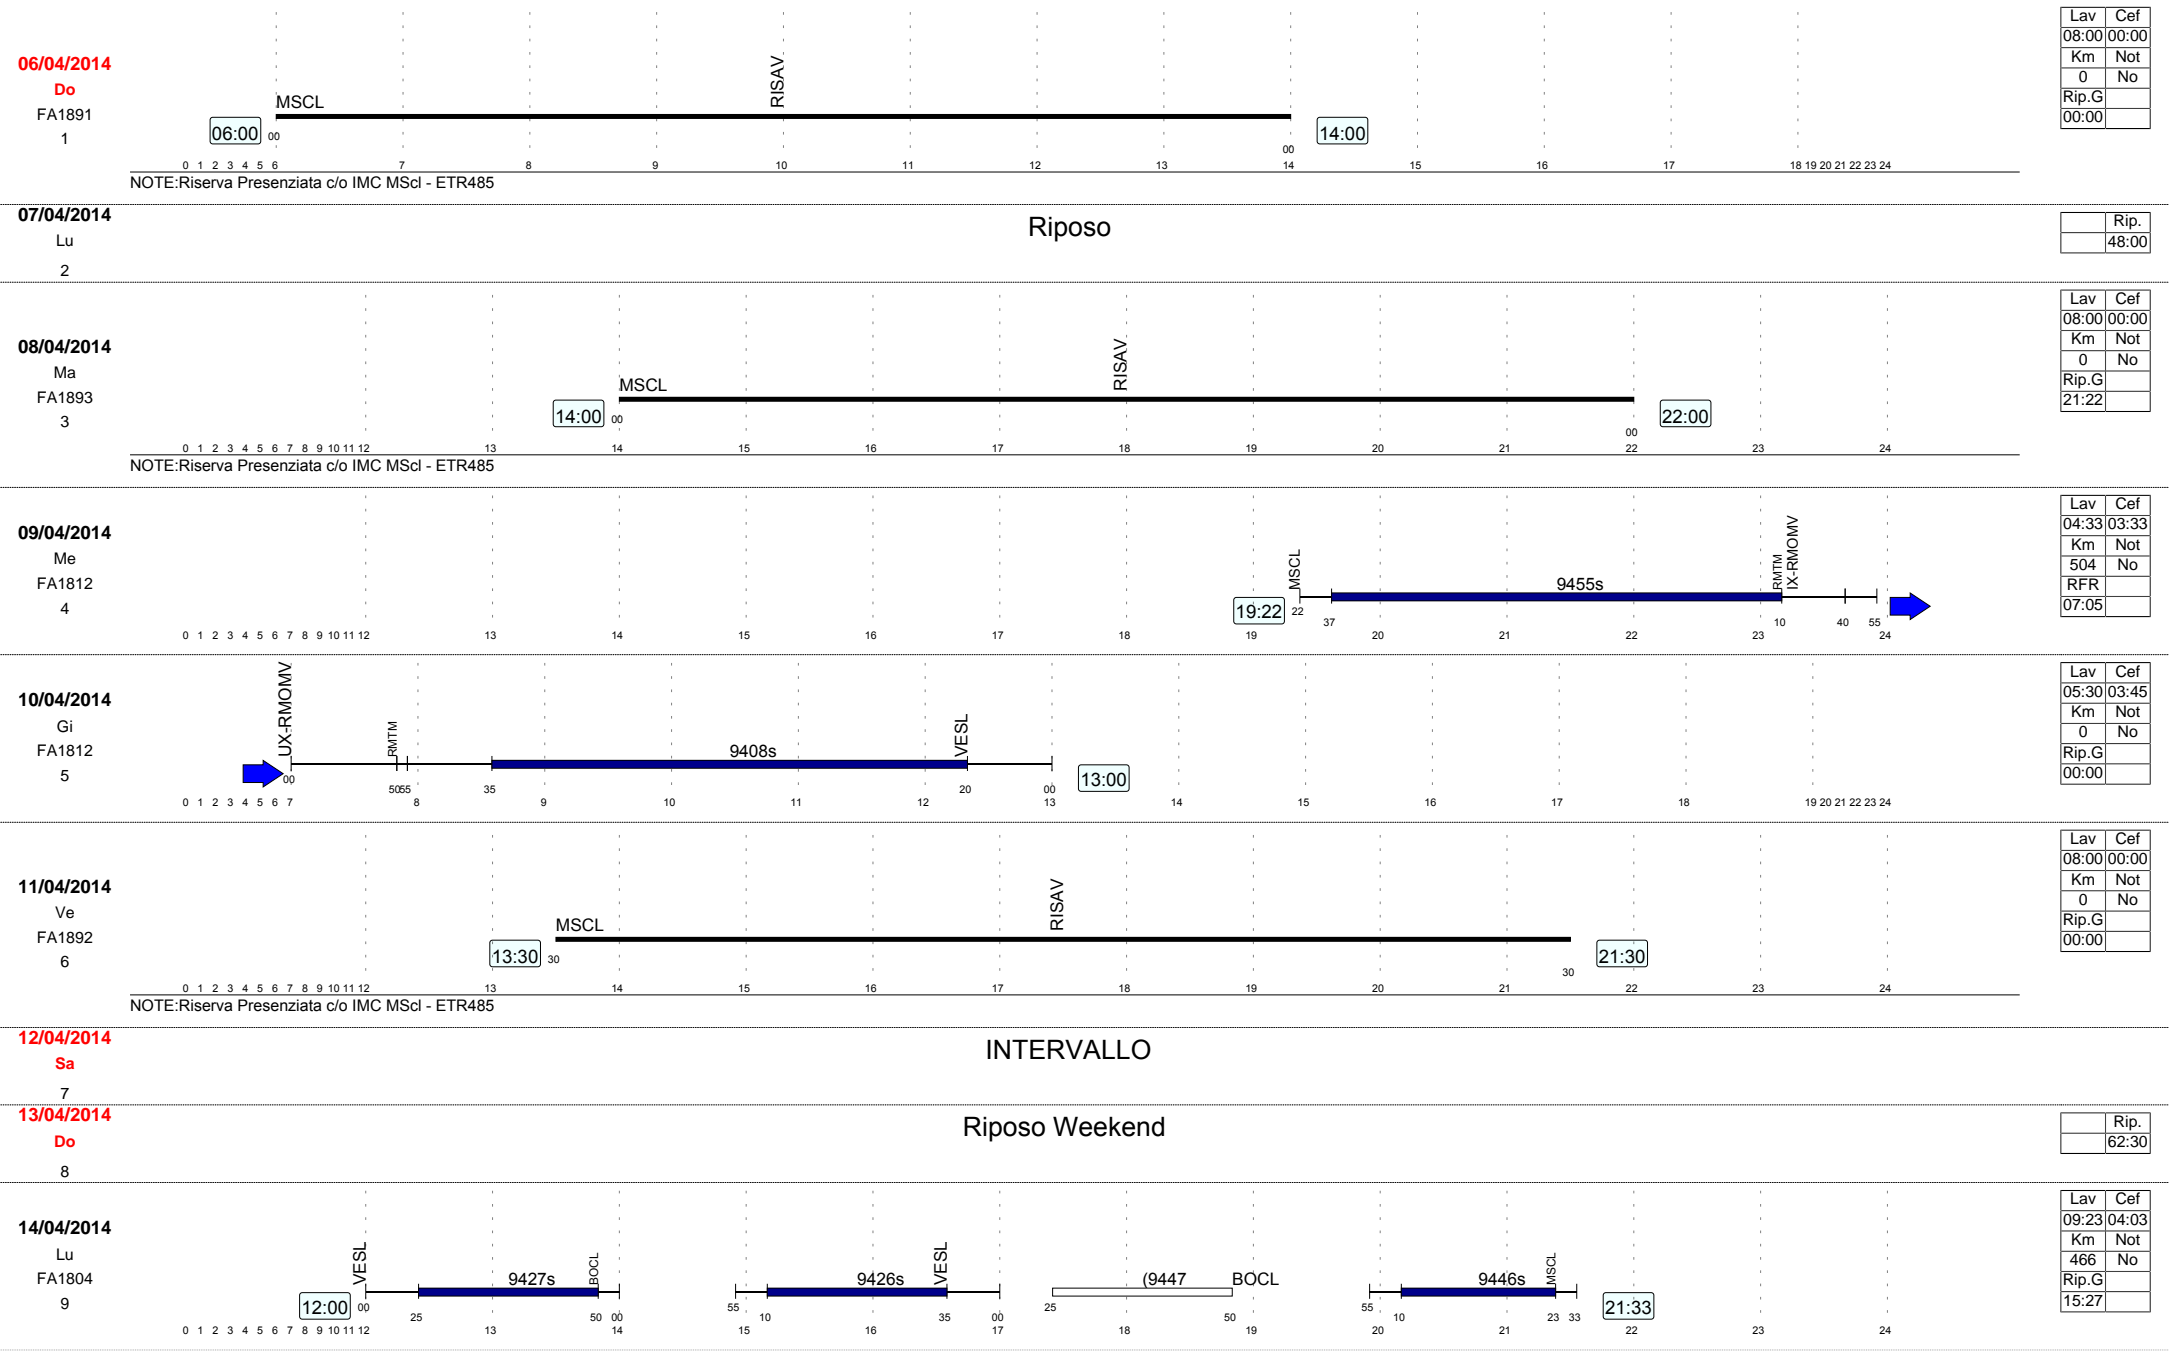 06/04/2014
Do
FA1891
1
MSCL
RISAV
06:00
00
00
14:00
0 1 2 3 4 5 6 7 8 9 10 11 12 13 14 15 16 17 18 19 20 21 22 23 24
NOTE:Riserva Presenziata c/o IMC MScl - ETR485
Lav Cef
08:00 00:00
Km Not
0 No
Rip.G
00:00
07/04/2014
Lu
2
Riposo
Rip.
48:00
08/04/2014
Ma
FA1893
3
MSCL
RISAV
14:00
00
00
22:00
0 1 2 3 4 5 6 7 8 9 10 11 12 13 14 15 16 17 18 19 20 21 22 23 24
NOTE:Riserva Presenziata c/o IMC MScl - ETR485
Lav Cef
08:00 00:00
Km Not
0 No
Rip.G
21:22
09/04/2014
Me
FA1812
4
MSCL
9455s
RMTM
IX-RMOMV
19:22
22 37 10 40 55
0 1 2 3 4 5 6 7 8 9 10 11 12 13 14 15 16 17 18 19 20 21 22 23 24
Lav Cef
04:33 03:33
Km Not
504 No
RFR
07:05
10/04/2014
Gi
FA1812
5
UX-RMOMV
RMTM
9408s
VESL
00 50 55 35 20 00
13:00
0 1 2 3 4 5 6 7 8 9 10 11 12 13 14 15 16 17 18 19 20 21 22 23 24
Lav Cef
05:30 03:45
Km Not
0 No
Rip.G
00:00
11/04/2014
Ve
FA1892
6
MSCL
RISAV
13:30
30
30
21:30
0 1 2 3 4 5 6 7 8 9 10 11 12 13 14 15 16 17 18 19 20 21 22 23 24
NOTE:Riserva Presenziata c/o IMC MScl - ETR485
Lav Cef
08:00 00:00
Km Not
0 No
Rip.G
00:00
12/04/2014
Sa
7
INTERVALLO
13/04/2014
Do
8
Riposo Weekend
Rip.
62:30
14/04/2014
Lu
FA1804
9
VESL
9427s
BOCL
9426s
VESL
(9447
BOCL
9446s
MSCL
12:00
00 25 50 00 55 10 35 00 25 50 55 10 23 33
21:33
0 1 2 3 4 5 6 7 8 9 10 11 12 13 14 15 16 17 18 19 20 21 22 23 24
Lav Cef
09:23 04:03
Km Not
466 No
Rip.G
15:27